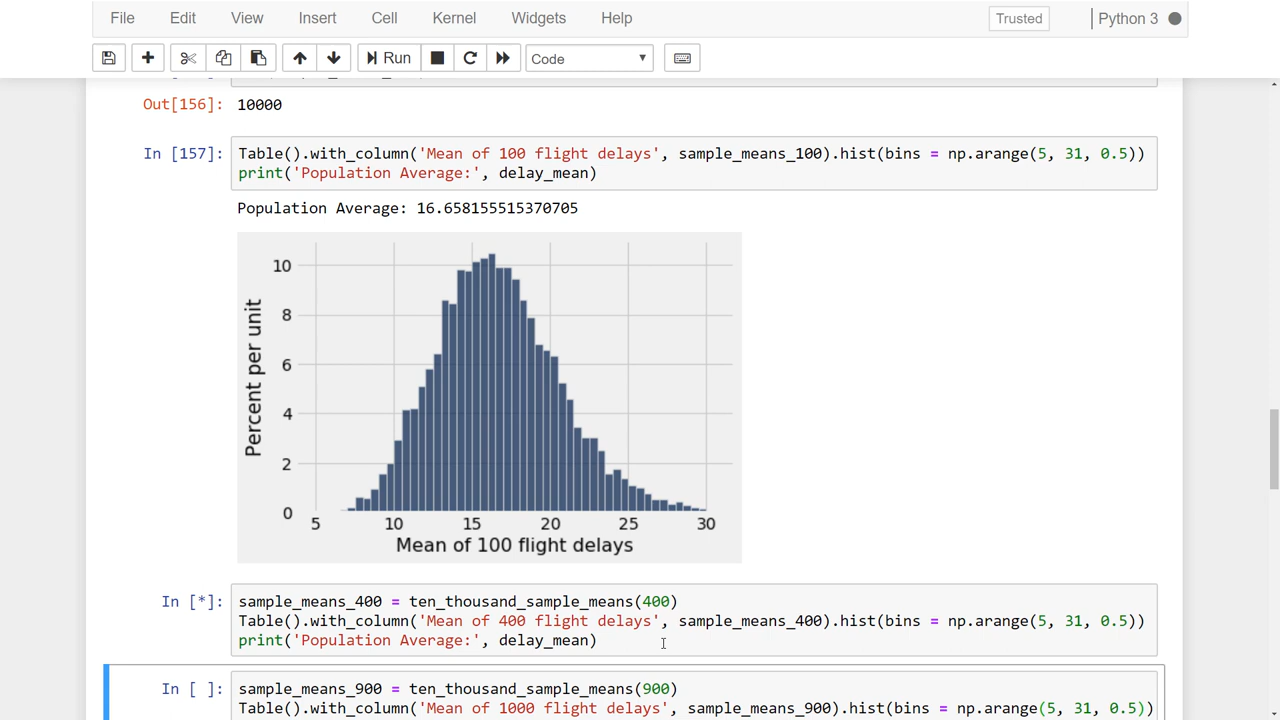 File Edit View Insert Cell Kernel Widgets Help Trusted Python 3
Run Code
Out[156]: 10000
In [157]: Table().with_column('Mean of 100 flight delays', sample_means_100).hist(bins = np.arange(5, 31, 0.5))
print('Population Average:', delay_mean)
Population Average: 16.658155515370705
Percent per unit
10
8
6
4
2
0
5 10 15 20 25 30
Mean of 100 flight delays
In [*]: sample_means_400 = ten_thousand_sample_means(400)
Table().with_column('Mean of 400 flight delays', sample_means_400).hist(bins = np.arange(5, 31, 0.5))
print('Population Average:', delay_mean)
In [ ]: sample_means_900 = ten_thousand_sample_means(900)
Table().with_column('Mean of 1000 flight delays', sample_means_900).hist(bins = np.arange(5, 31, 0.5))